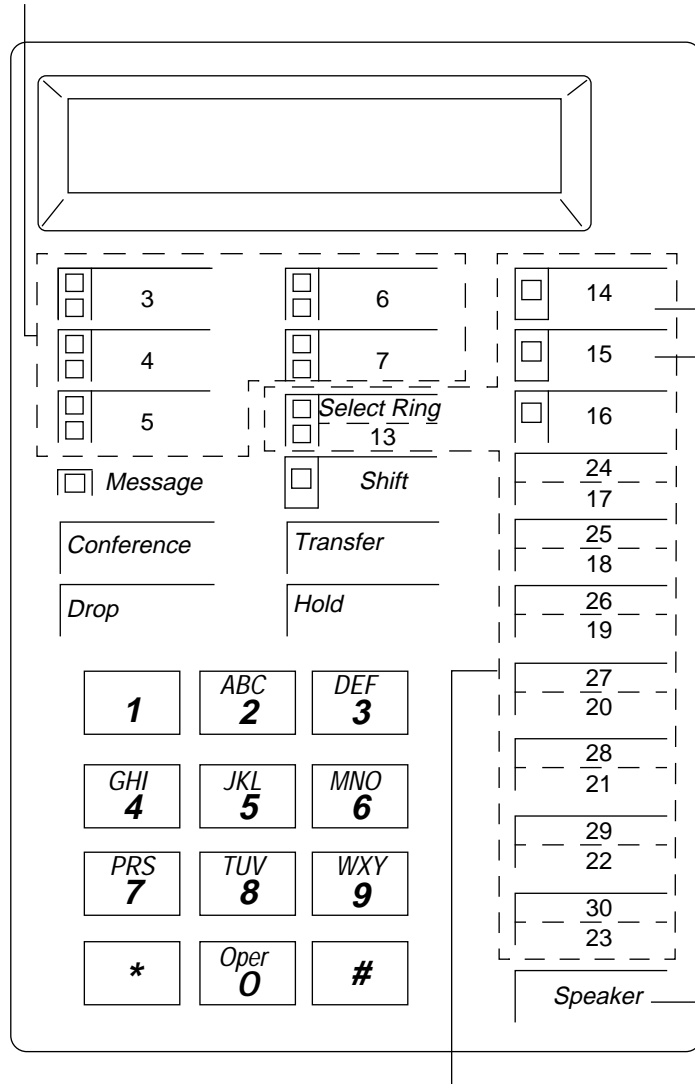 3
4
5
6
7
Select Ring
13
Message
Shift
Conference
Transfer
Drop
Hold
14
15
16
24
17
25
18
26
19
27
20
28
21
29
22
30
23
Speaker
1
ABC
2
DEF
3
GHI
4
JKL
5
MNO
6
PRS
7
TUV
8
WXY
9
*
Oper
0
#